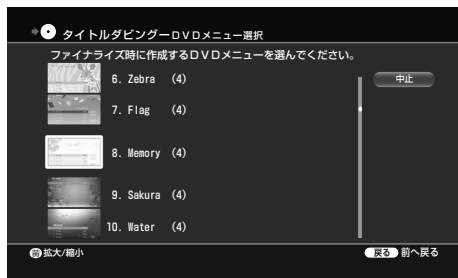 タイトルダビングーDVDメニュー選択
ファイナライズ時に作成するDVDメニューを選んでください。
6. Zebra (4)
中止
7. Flag (4)
8. Memory (4)
9. Sakura (4)
10. Water (4)
拡大/縮小
戻る 前へ戻る